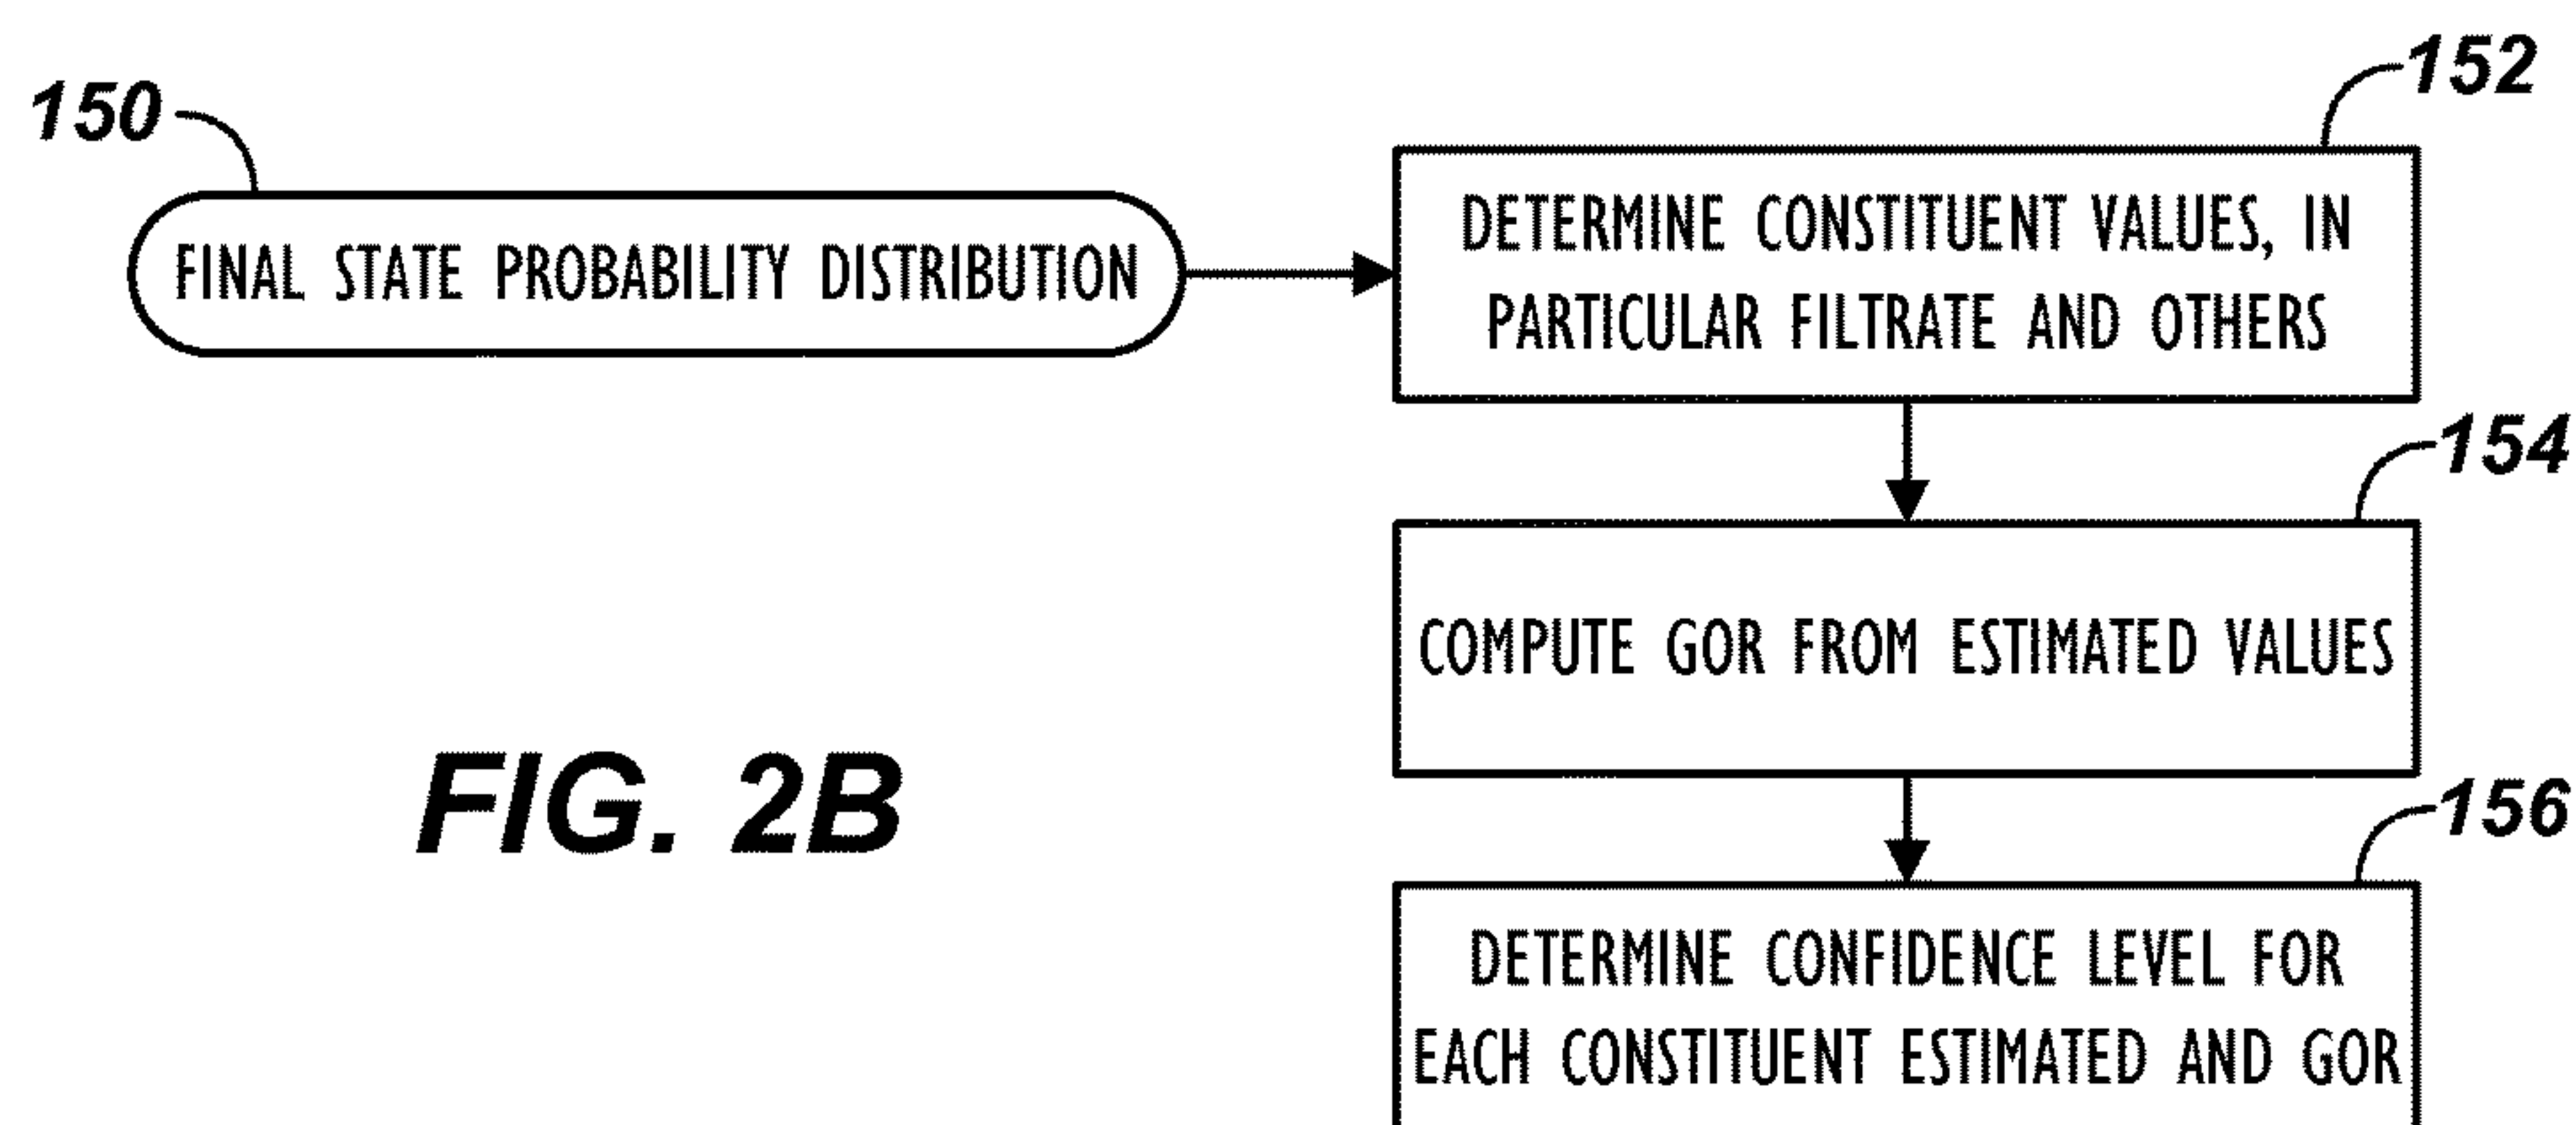 150
FINAL STATE PROBABILITY DISTRIBUTION
152
DETERMINE CONSTITUENT VALUES, IN
PARTICULAR FILTRATE AND OTHERS
154
COMPUTE GOR FROM ESTIMATED VALUES
156
DETERMINE CONFIDENCE LEVEL FOR
EACH CONSTITUENT ESTIMATED AND GOR
FIG. 2B